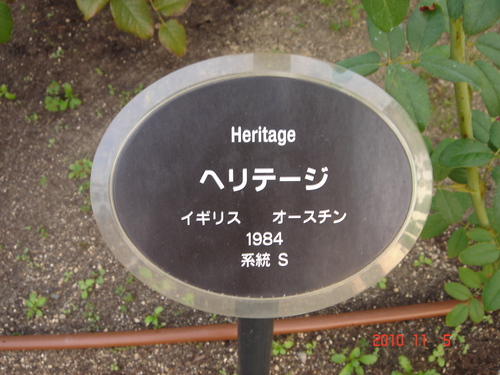 Heritage
ヘリテージ
イギリス　オースチン
1984
系統 S
2010 11 5